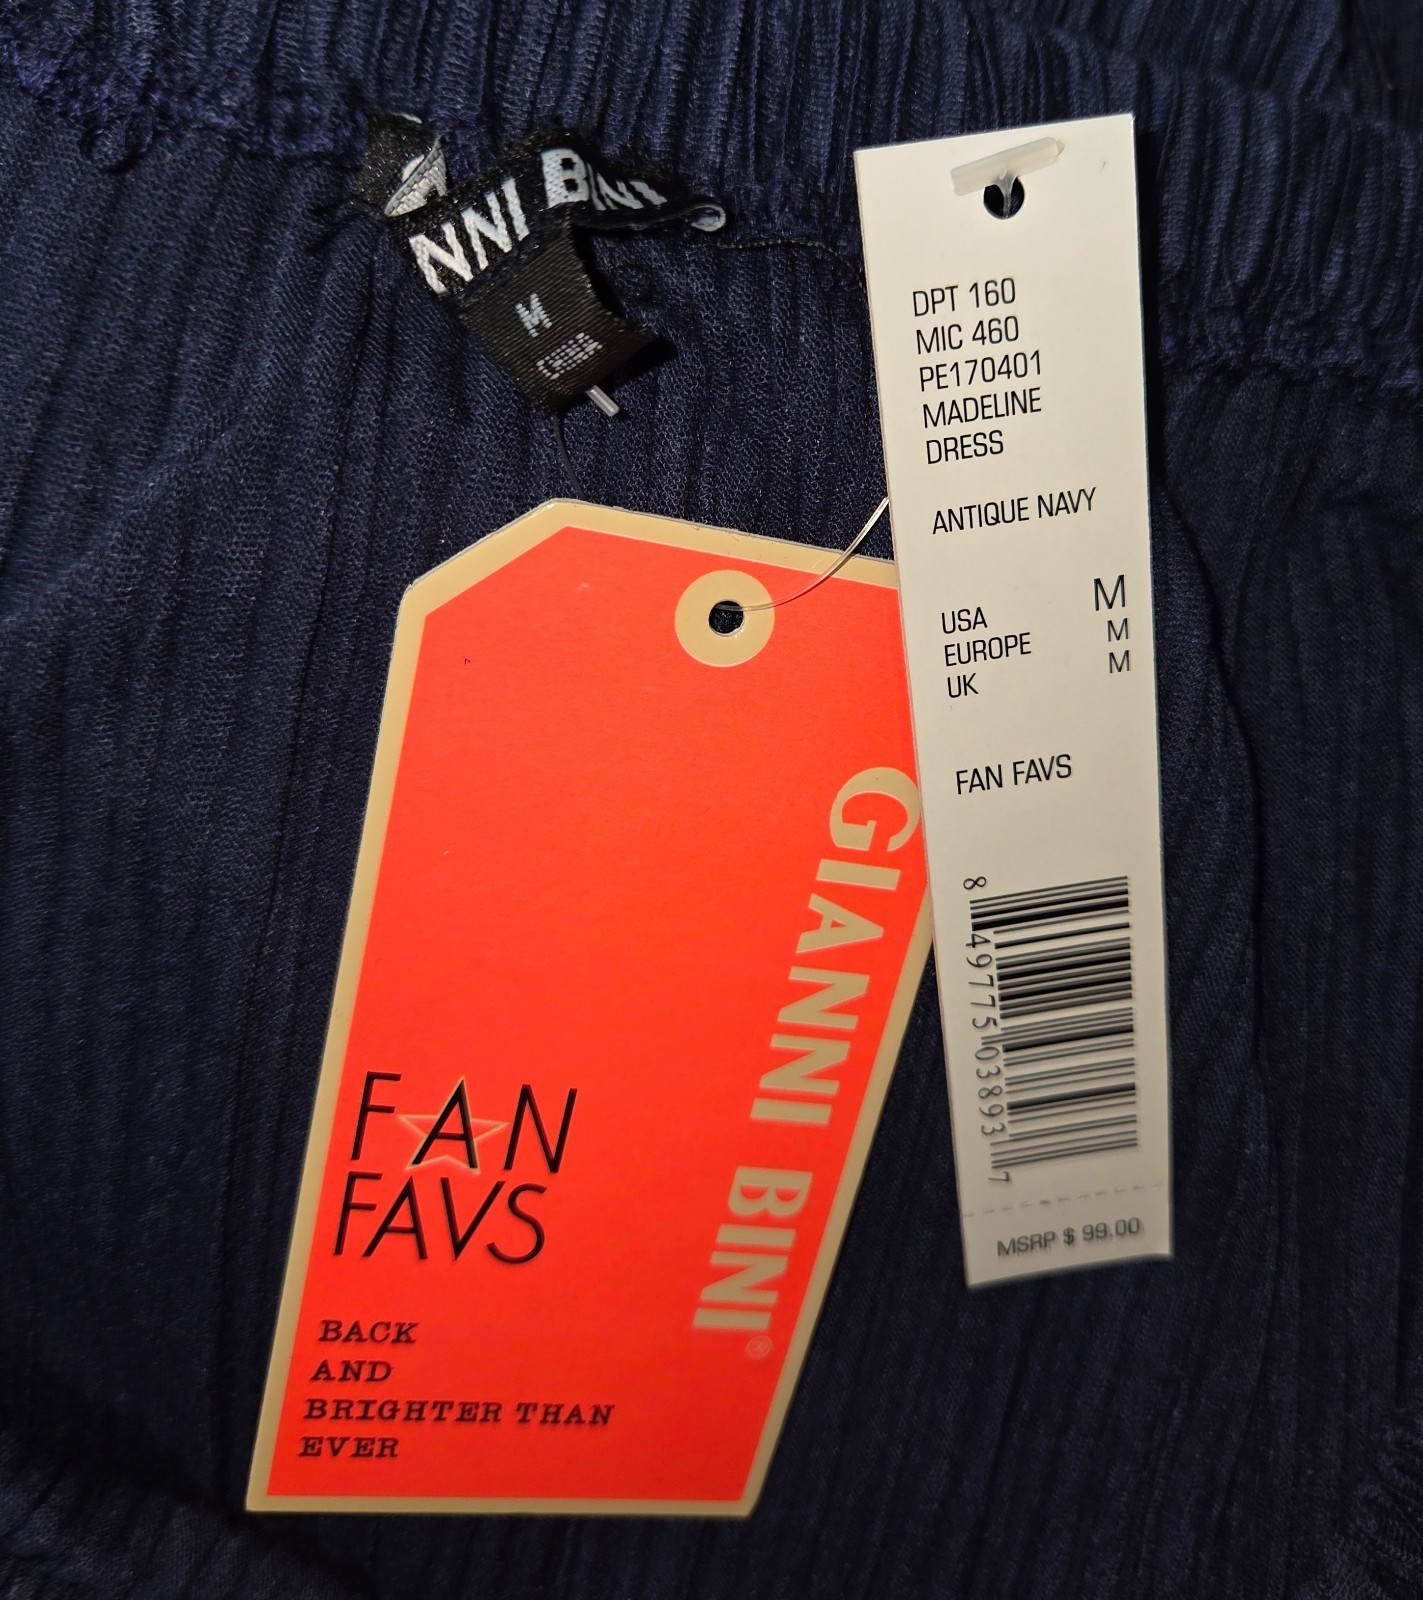 NNI BINI
M
CHINA
DPT 160
MIC 460
PE170401
MADELINE
DRESS
ANTIQUE NAVY
USA M
EUROPE M
UK M
FAN FAVS
8 49775 03893 7
MSRP $ 99.00
GIANNI BINI®
FAN
FAVS
BACK
AND
BRIGHTER THAN
EVER